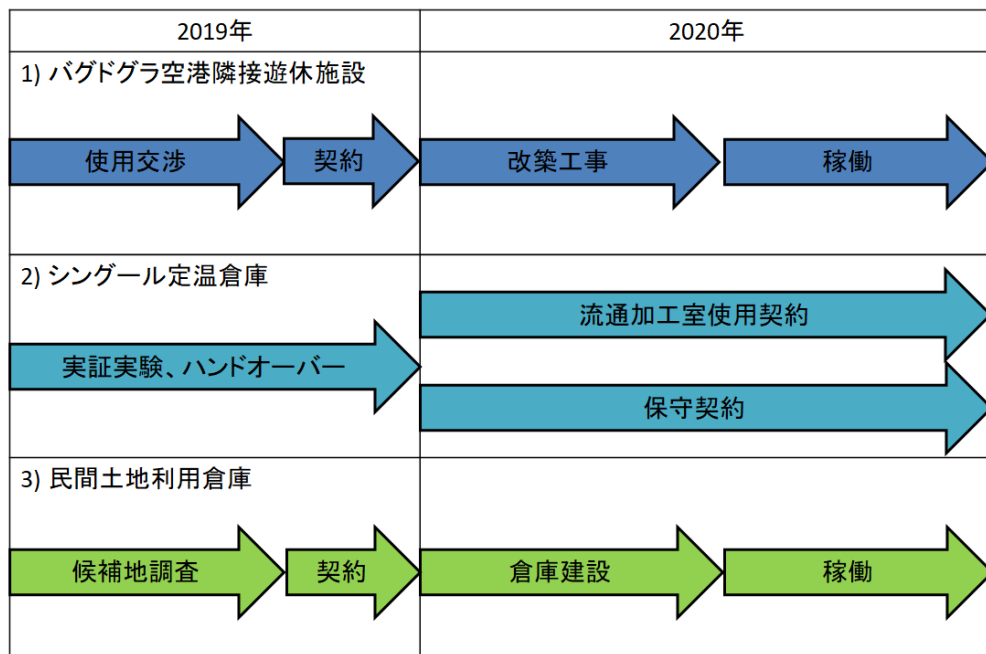 2019年
2020年
1) バグドグラ空港隣接遊休施設
使用交渉
契約
改築工事
稼働
2) シングール定温倉庫
流通加工室使用契約
実証実験、ハンドオーバー
保守契約
3) 民間土地利用倉庫
候補地調査
契約
倉庫建設
稼働